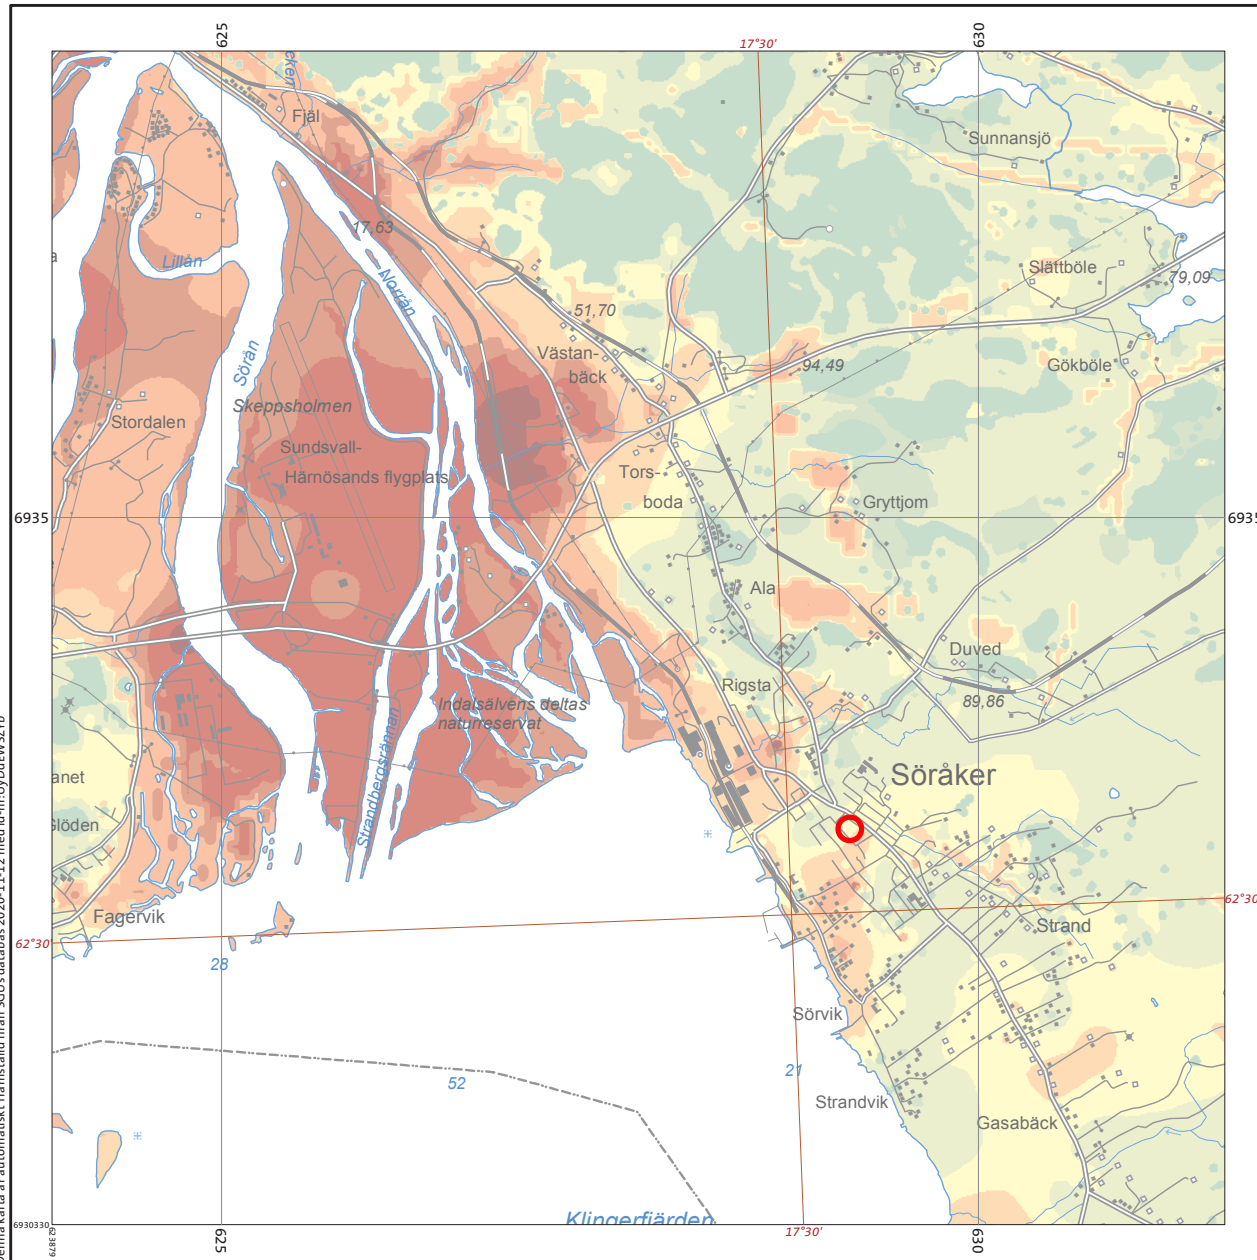 625
17°30'
630
Fjäl
Sunnansjö
17,63
Lillån
Norrån
Slättböle
79,09
51,70
Sörån
Västan-
bäck
94,49
Gökböle
Skeppsholmen
Stordalen
Sundsvall-
Härnösands flygplats
Tors-
boda
Gryttjom
6935
6935
Ala
Duved
Rigsta
89,86
Indalsälvens deltas
naturreservat
Strandbergsrännan
Söråker
anet
Glöden
Fagervik
62°30'
62°30'
Strand
28
Sörvik
52
21
Strandvik
Gasabäck
Klingerfjärden
6930330
623879
625
17°30'
630